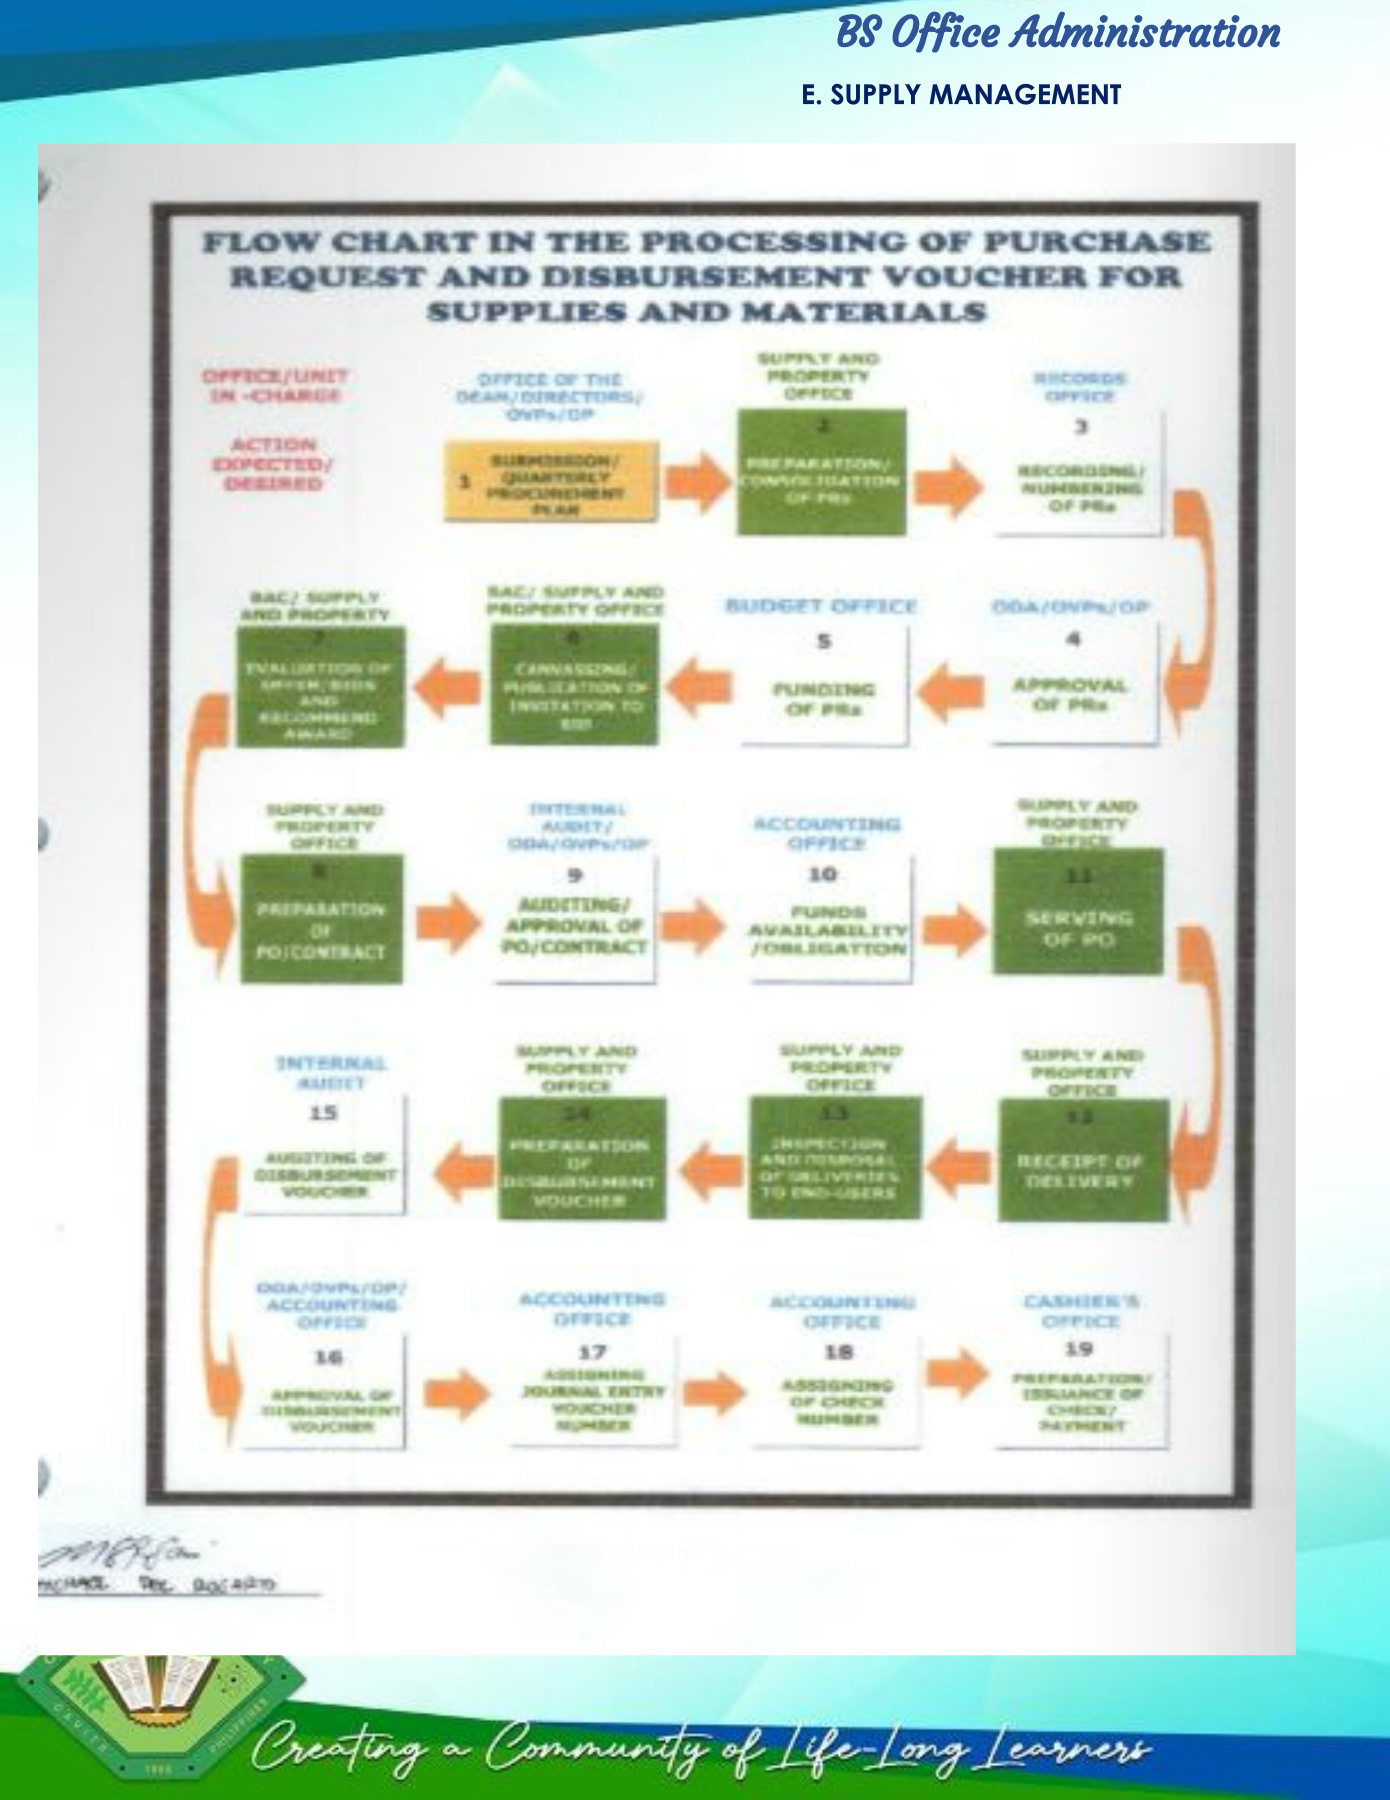 BS Office Administration
E. SUPPLY MANAGEMENT
FLOW CHART IN THE PROCESSING OF PURCHASE
REQUEST AND DISBURSEMENT VOUCHER FOR
SUPPLIES AND MATERIALS
OFFICE/UNIT
IN -CHARGE
ACTION
EXPECTED/
DESIRED
OFFICE OF THE
DEAN/DIRECTORS/
OVPs/OP
1
SUBMISSION/
QUARTERLY
PROCUREMENT
PLAN
SUPPLY AND
PROPERTY
OFFICE
2
PREPARATION/
CONSOLIDATION
OF PRs
RECORDS
OFFICE
3
RECORDING/
NUMBERING
OF PRs
ODA/OVPs/OP
4
APPROVAL
OF PRs
BUDGET OFFICE
5
FUNDING
OF PRs
BAC/ SUPPLY AND
PROPERTY OFFICE
6
CANVASSING/
PUBLICATION OF
INVITATION TO
BID
BAC/ SUPPLY
AND PROPERTY
7
EVALUATION OF
OFFER/BIDS
AND
RECOMMEND
AWARD
SUPPLY AND
PROPERTY
OFFICE
8
PREPARATION
OF
PO/CONTRACT
INTERNAL
AUDIT/
ODA/OVPs/OP
9
AUDITING/
APPROVAL OF
PO/CONTRACT
ACCOUNTING
OFFICE
10
FUNDS
AVAILABILITY
/OBLIGATION
SUPPLY AND
PROPERTY
OFFICE
11
SERVING
OF PO
SUPPLY AND
PROPERTY
OFFICE
12
RECEIPT OF
DELIVERY
SUPPLY AND
PROPERTY
OFFICE
13
INSPECTION
AND DISPOSAL
OF DELIVERIES
TO END-USERS
SUPPLY AND
PROPERTY
OFFICE
14
PREPARATION
OF
DISBURSEMENT
VOUCHER
INTERNAL
AUDIT
15
AUDITING OF
DISBURSEMENT
VOUCHER
ODA/OVPs/OP/
ACCOUNTING
OFFICE
16
APPROVAL OF
DISBURSEMENT
VOUCHER
ACCOUNTING
OFFICE
17
ASSIGNING
JOURNAL ENTRY
VOUCHER
NUMBER
ACCOUNTING
OFFICE
18
ASSIGNING
OF CHECK
NUMBER
CASHIER'S
OFFICE
19
PREPARATION/
ISSUANCE OF
CHECK/
PAYMENT
CAVITE
PHILIPPINES
Creating a Community of Life-Long Learners